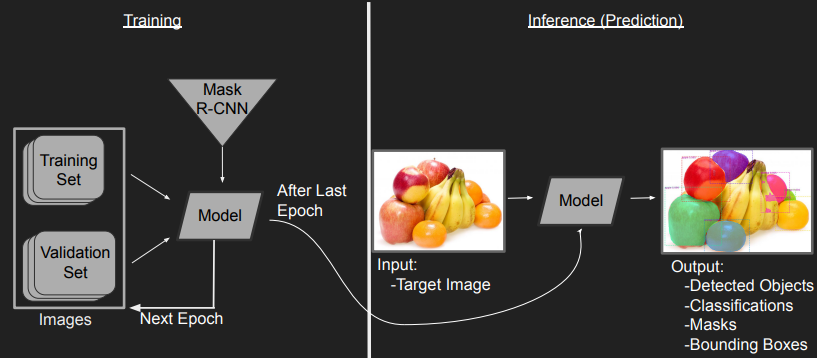 Training
Mask
R-CNN
Training
Set
Model
After Last
Epoch
Validation
Set
Images
Next Epoch
Inference (Prediction)
Model
Input:
-Target Image
Output:
-Detected Objects
-Classifications
-Masks
-Bounding Boxes